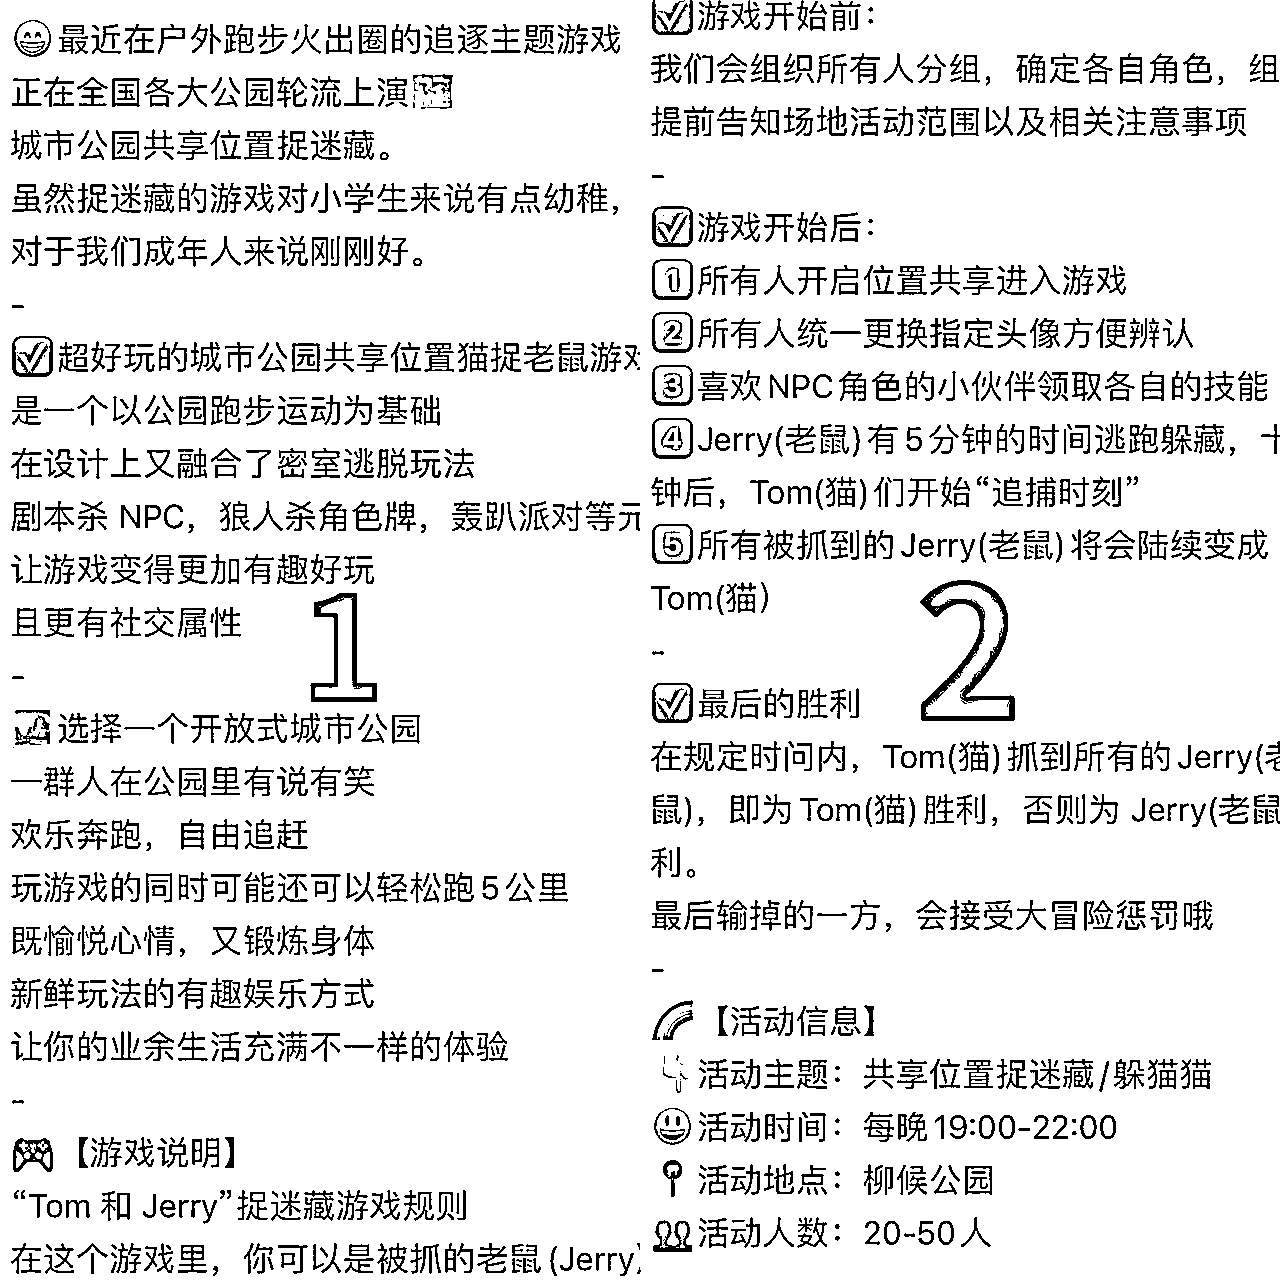 😁最近在户外跑步火出圈的追逐主题游戏
正在全国各大公园轮流上演
城市公园共享位置捉迷藏。
虽然捉迷藏的游戏对小学生来说有点幼稚，
对于我们成年人来说刚刚好。
-
☑超好玩的城市公园共享位置猫捉老鼠游戏
是一个以公园跑步运动为基础
在设计上又融合了密室逃脱玩法
剧本杀 NPC，狼人杀角色牌，轰趴派对等元
让游戏变得更加有趣好玩
且更有社交属性
-
选择一个开放式城市公园
一群人在公园里有说有笑
欢乐奔跑，自由追赶
玩游戏的同时可能还可以轻松跑5公里
既愉悦心情，又锻炼身体
新鲜玩法的有趣娱乐方式
让你的业余生活充满不一样的体验
-
🎮【游戏说明】
“Tom 和 Jerry”捉迷藏游戏规则
在这个游戏里，你可以是被抓的老鼠(Jerry)
1
☑游戏开始前：
我们会组织所有人分组，确定各自角色，组
提前告知场地活动范围以及相关注意事项
-
☑游戏开始后：
1️⃣所有人开启位置共享进入游戏
2️⃣所有人统一更换指定头像方便辨认
3️⃣喜欢NPC角色的小伙伴领取各自的技能
4️⃣Jerry(老鼠)有5分钟的时间逃跑躲藏，十
钟后，Tom(猫)们开始“追捕时刻”
5️⃣所有被抓到的Jerry(老鼠)将会陆续变成
Tom(猫)
-
☑最后的胜利
在规定时间内，Tom(猫)抓到所有的Jerry(老
鼠)，即为Tom(猫)胜利，否则为 Jerry(老鼠
利。
最后输掉的一方，会接受大冒险惩罚哦
-
🌈【活动信息】
👇活动主题：共享位置捉迷藏/躲猫猫
😃活动时间：每晚19:00-22:00
📍活动地点：柳候公园
👥活动人数：20-50人
2